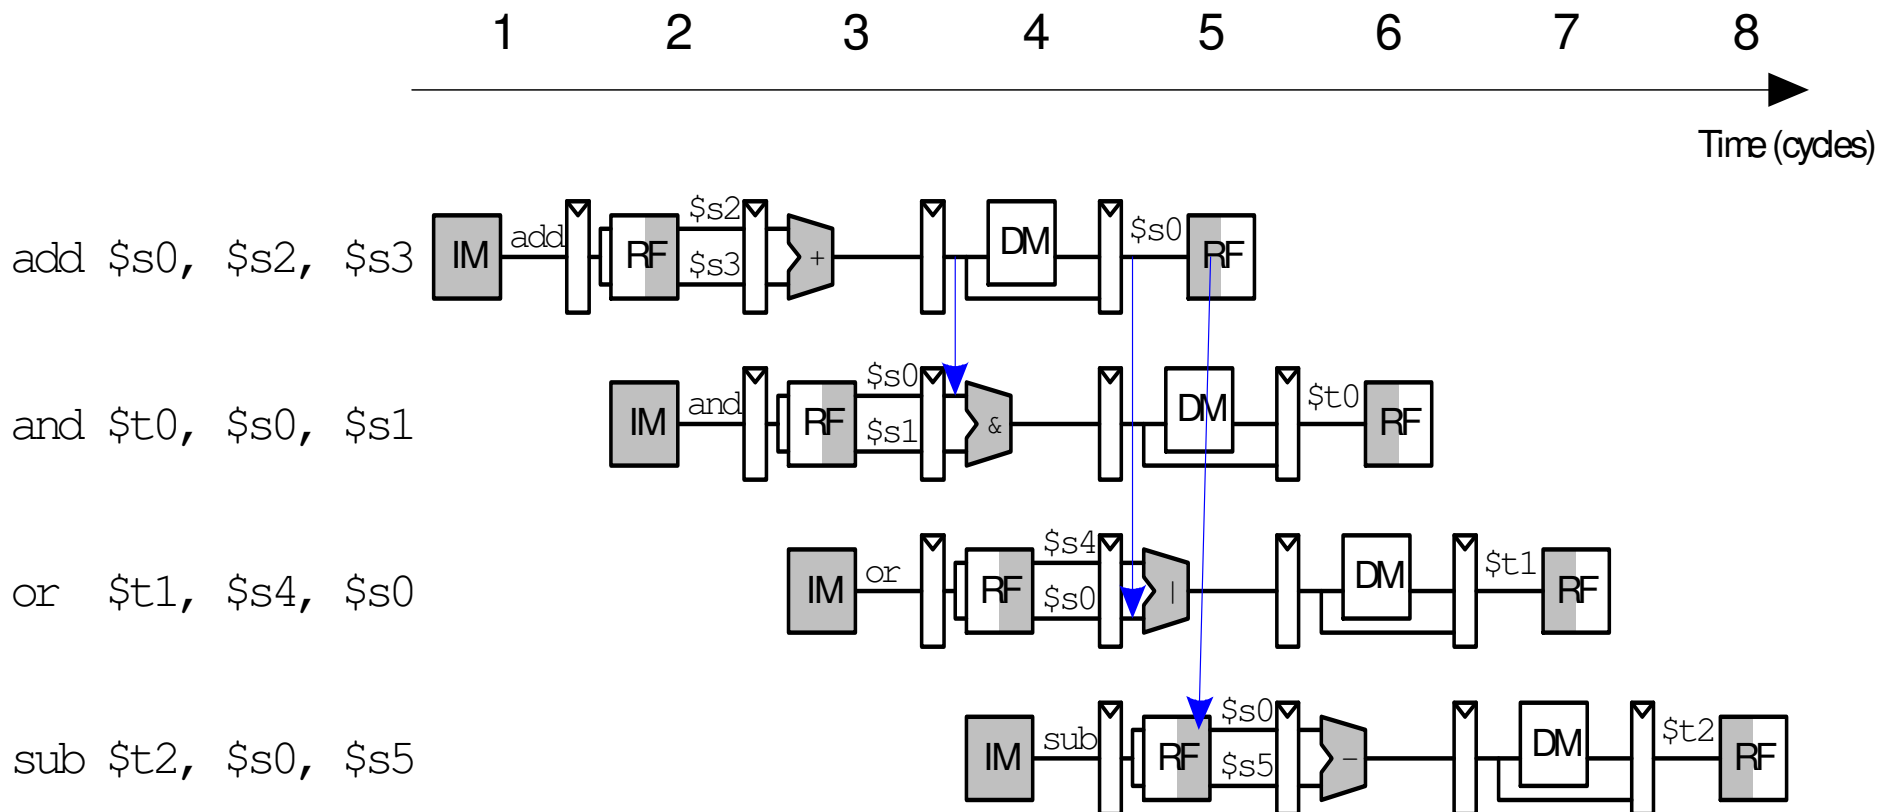 1 2 3 4 5 6 7 8
Time (cycles)
add $s0, $s2, $s3 IM add RF $s2 $s3 + DM $s0 RF
and $t0, $s0, $s1 IM and RF $s0 $s1 & DM $t0 RF
or $t1, $s4, $s0 IM or RF $s4 $s0 | DM $t1 RF
sub $t2, $s0, $s5 IM sub RF $s0 $s5 - DM $t2 RF